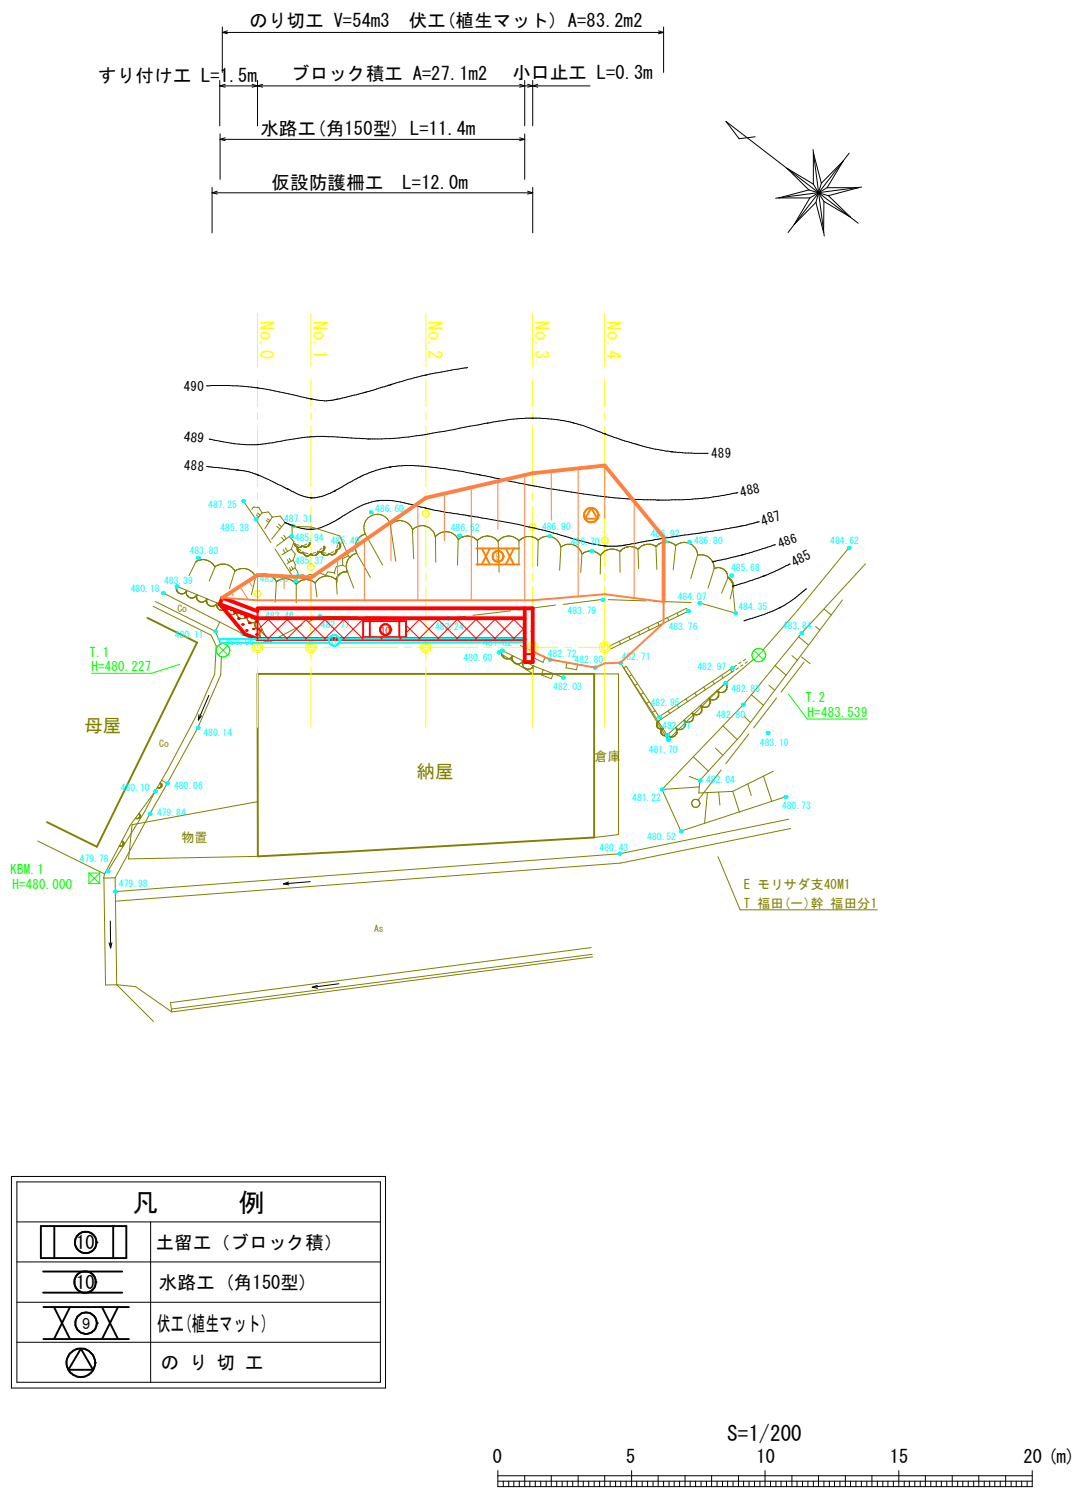 のり切工 V=54m3 伏工(植生マット) A=83.2m2
すり付け工 L=1.5m ブロック積工 A=27.1m2 小口止工 L=0.3m
水路工(角150型) L=11.4m
仮設防護柵工 L=12.0m
No.0 No.1 No.2 No.3 No.4
490
489
489
488
488
487
486
485
487.25
487.31
485.38
485.94
485.37
486.60
486.52
486.90
486.80
485.68
484.62
483.83
483.39
480.18
484.07
484.35
483.79
483.76
483.84
480.11
480.60
482.72
482.80
482.71
482.97
482.03
482.95
482.88
482.80
481.70
483.10
482.04
481.22
480.73
480.52
480.43
480.14
480.10
480.06
479.84
479.78
479.98
Co
Co
As
T.1
H=480.227
T.2
H=483.539
KBM.1
H=480.000
母屋
納屋
倉庫
物置
E モリサダ支40M1
T 福田(一)幹 福田分1
凡 例
10 土留工 (ブロック積)
10 水路工 (角150型)
9 伏工(植生マット)
のり切工
S=1/200
0 5 10 15 20 (m)